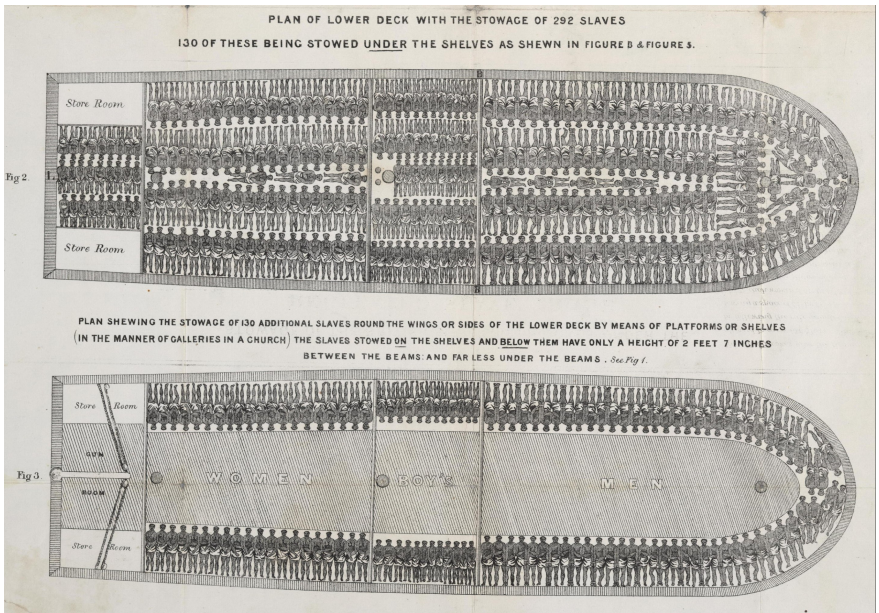 PLAN OF LOWER DECK WITH THE STOWAGE OF 292 SLAVES
130 OF THESE BEING STOWED UNDER THE SHELVES AS SHEWN IN FIGURE B & FIGURE 5.
B
Store Room
Fig 2.
1.
1.
Store Room
B
PLAN SHEWING THE STOWAGE OF 130 ADDITIONAL SLAVES ROUND THE WINGS OR SIDES OF THE LOWER DECK BY MEANS OF PLATFORMS OR SHELVES
(IN THE MANNER OF GALLERIES IN A CHURCH) THE SLAVES STOWED ON THE SHELVES AND BELOW THEM HAVE ONLY A HEIGHT OF 2 FEET 7 INCHES
BETWEEN THE BEAMS: AND FAR LESS UNDER THE BEAMS. See Fig 1.
Store Room
GUN
Fig 3
WOMEN BOY'S MEN
ROOM
Store Room